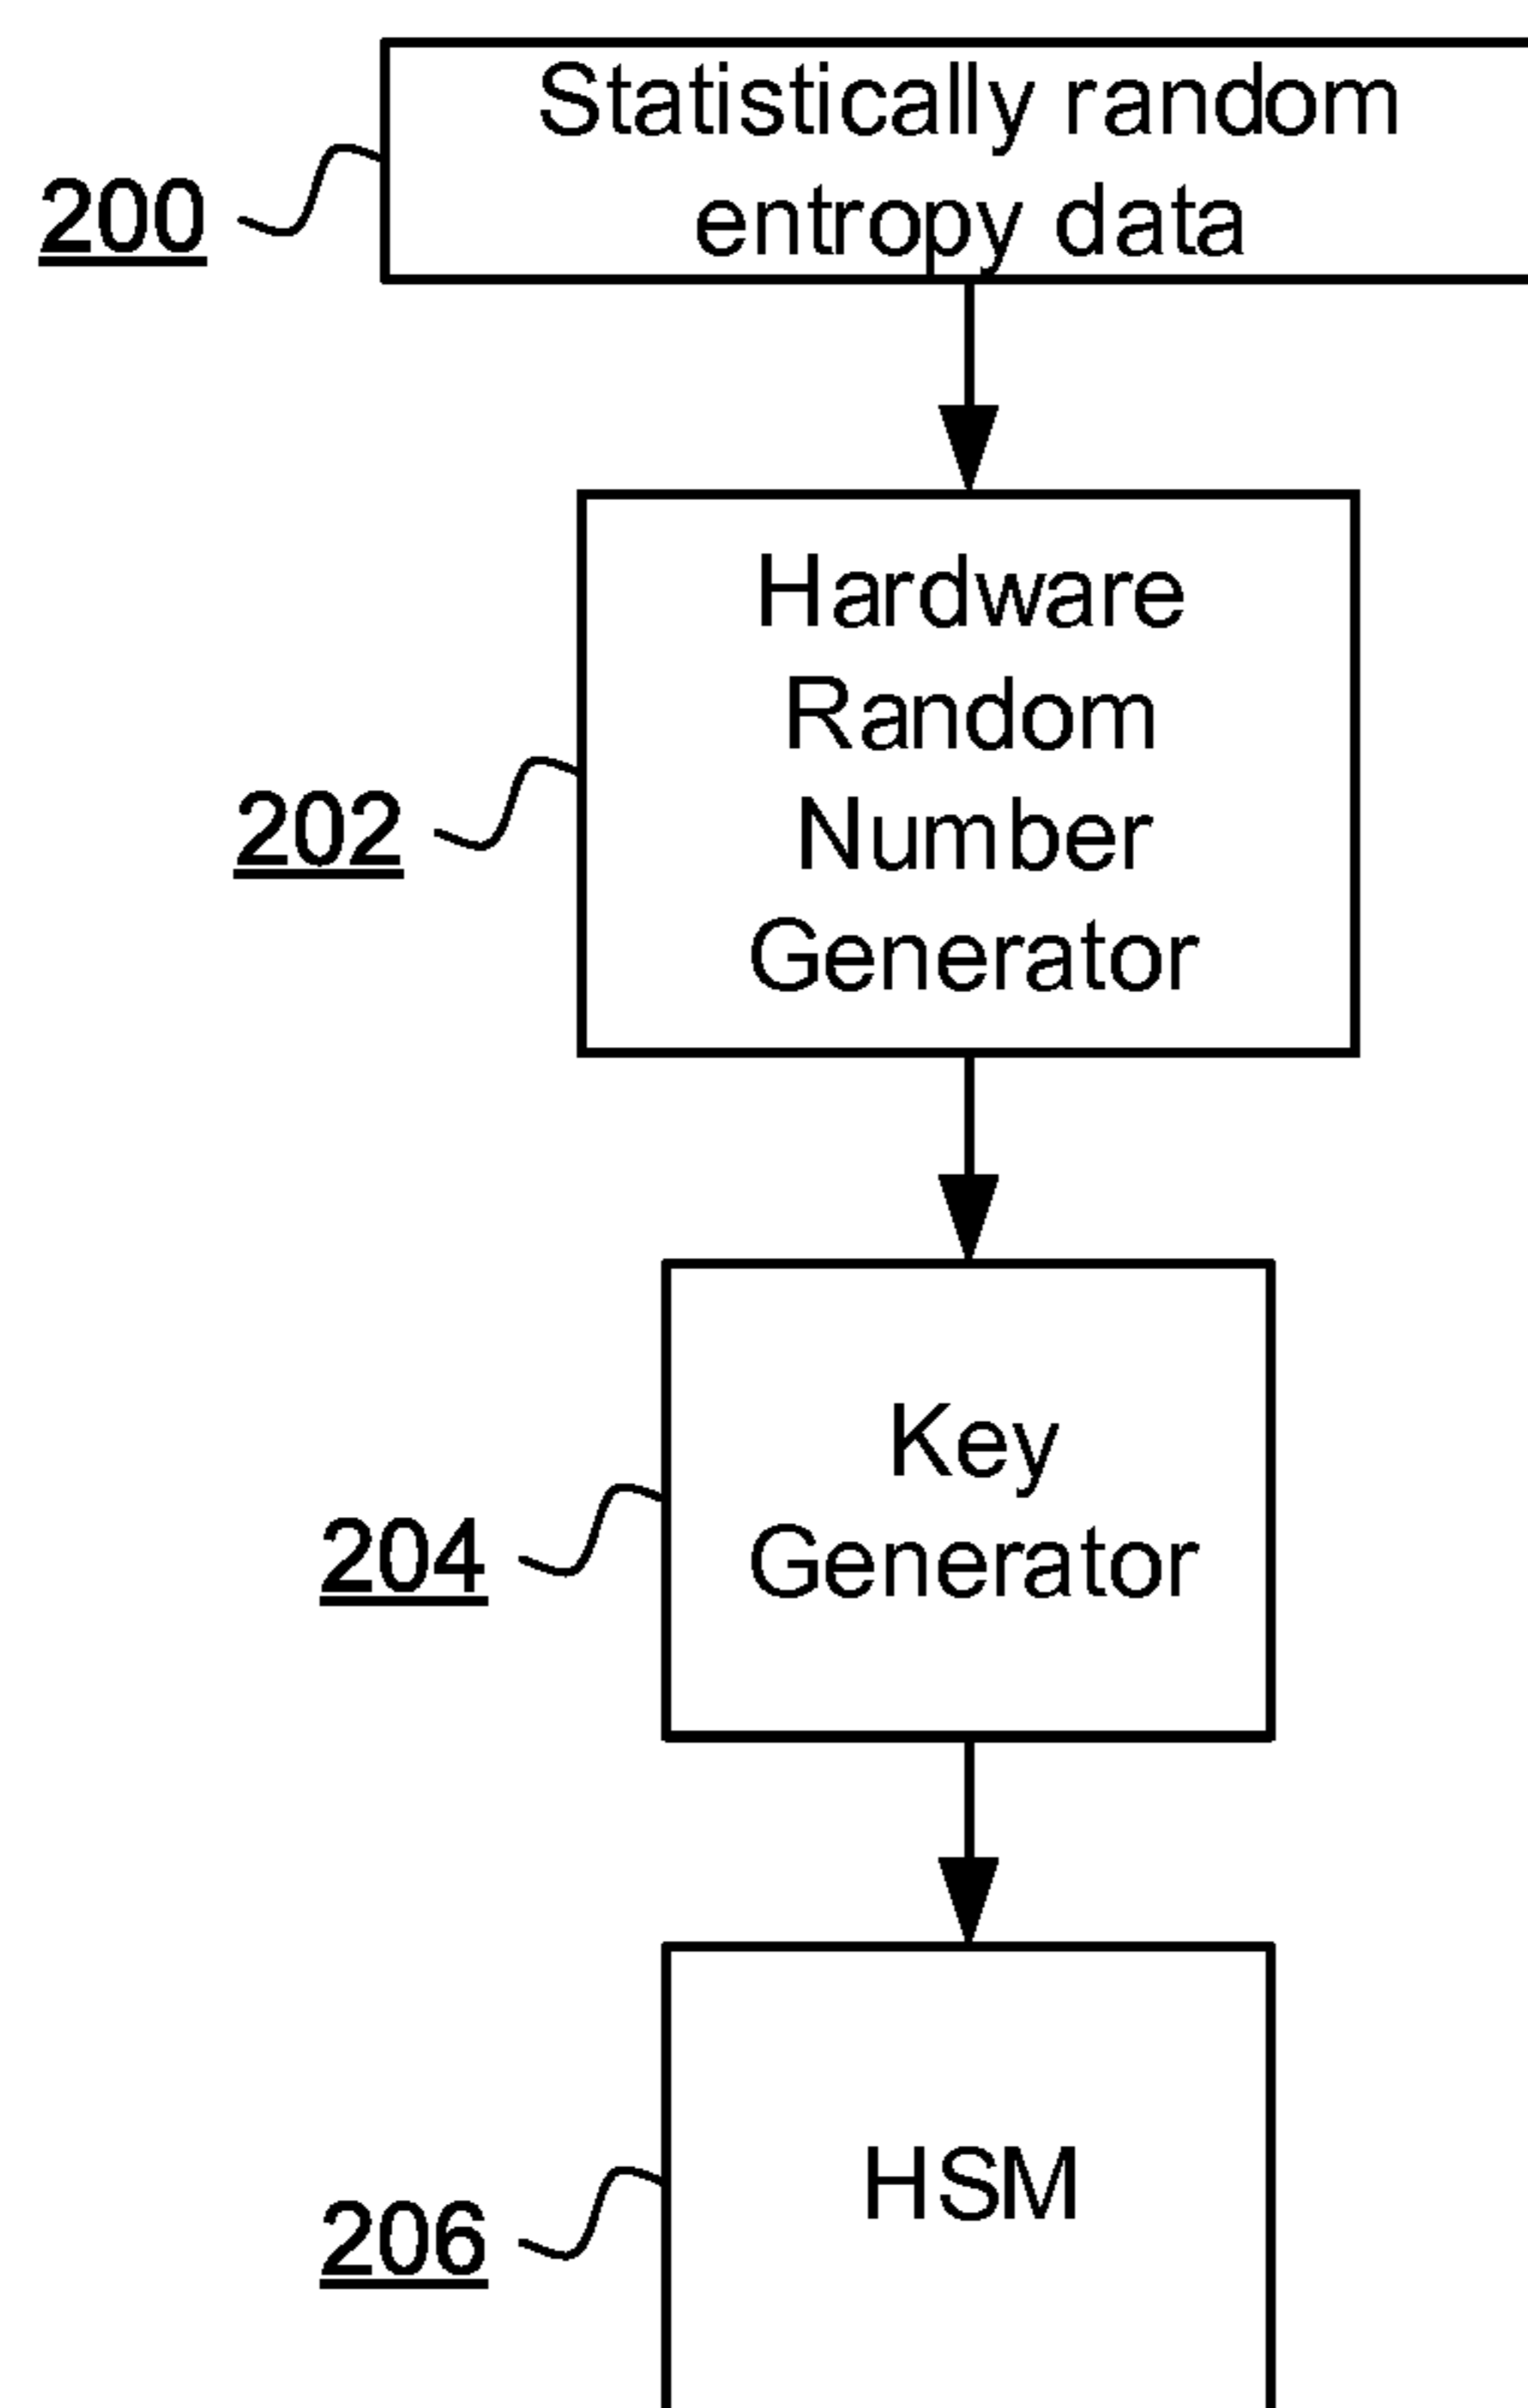 Statistically random
entropy data
200
Hardware
Random
Number
Generator
202
Key
Generator
204
HSM
206